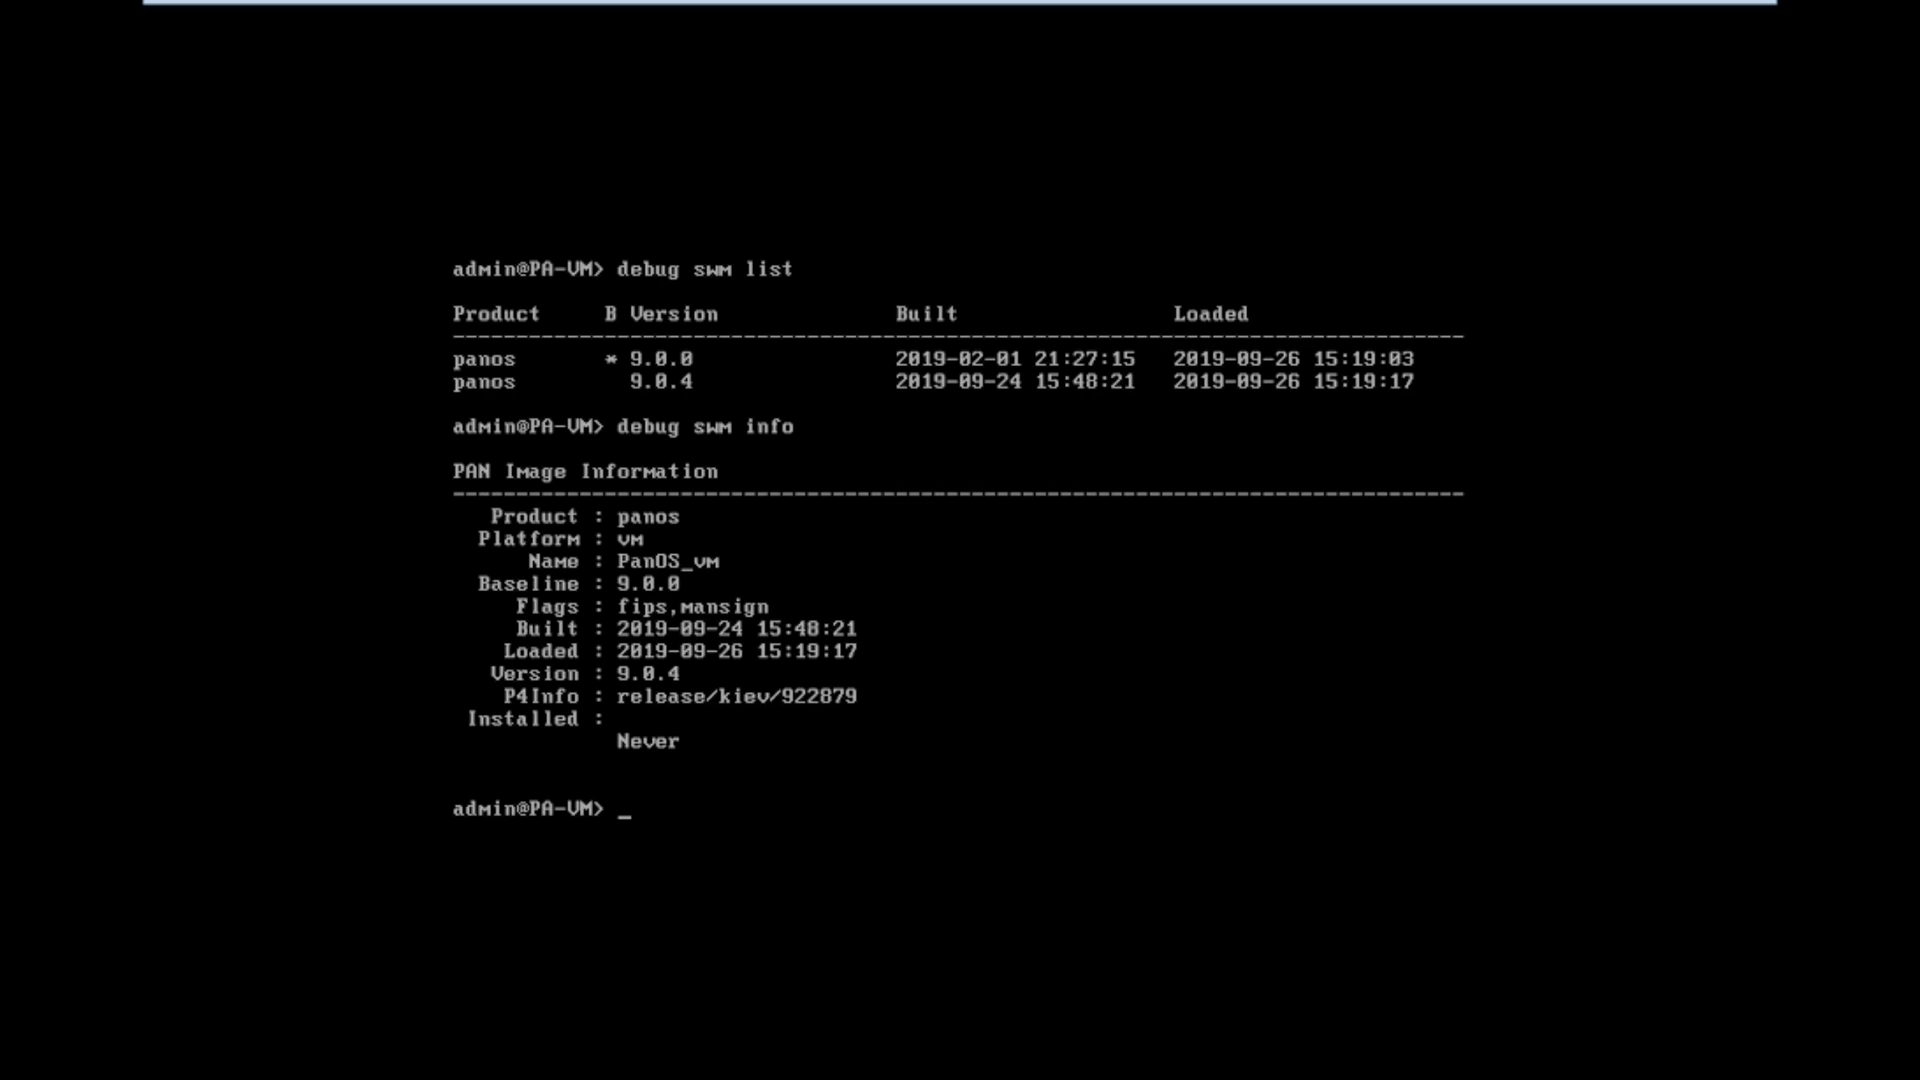 admin@PA-VM> debug swm list
Product B Version Built Loaded
--------------------------------------------------------------------------------
panos * 9.0.0 2019-02-01 21:27:15 2019-09-26 15:19:03
panos 9.0.4 2019-09-24 15:48:21 2019-09-26 15:19:17
admin@PA-VM> debug swm info
PAN Image Information
--------------------------------------------------------------------------------
Product : panos
Platform : vm
Name : PanOS_vm
Baseline : 9.0.0
Flags : fips,mansign
Built : 2019-09-24 15:48:21
Loaded : 2019-09-26 15:19:17
Version : 9.0.4
P4Info : release/kiev/922879
Installed :
Never
admin@PA-VM> _